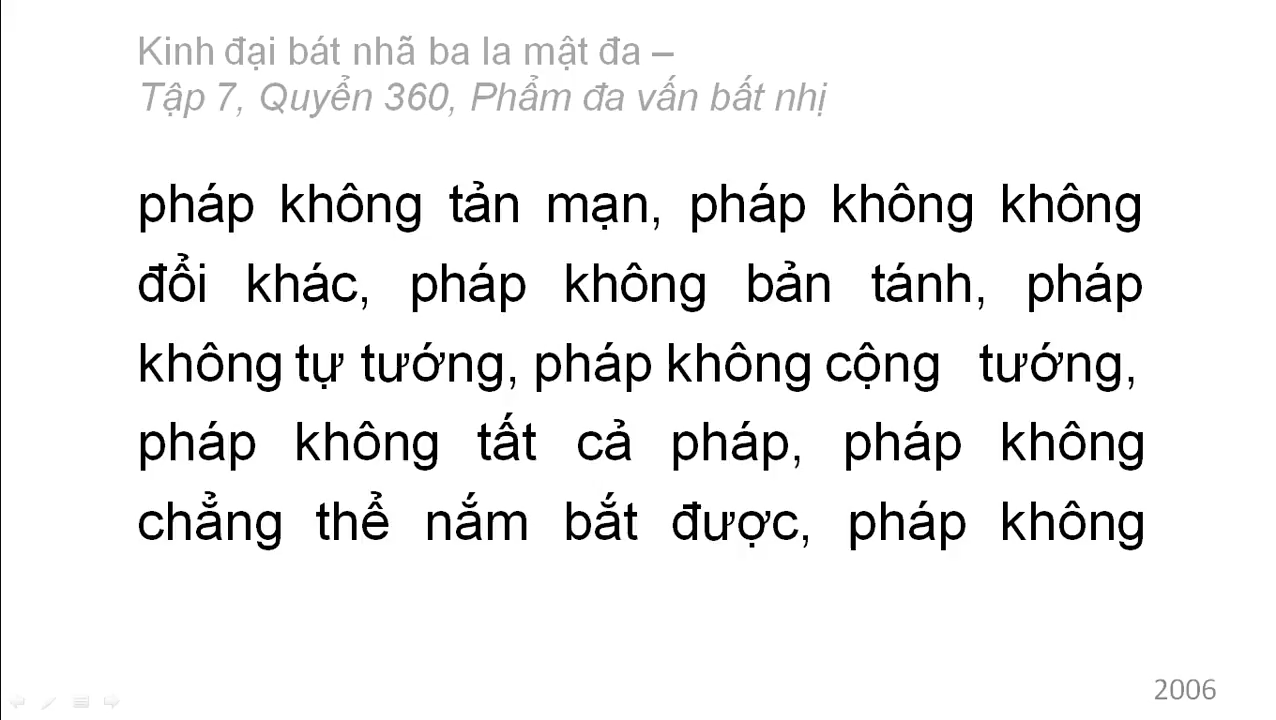 Kinh đại bát nhã ba la mật đa –
Tập 7, Quyển 360, Phẩm đa vấn bất nhị
pháp không tản mạn, pháp không không
đổi khác, pháp không bản tánh, pháp
không tự tướng, pháp không cộng tướng,
pháp không tất cả pháp, pháp không
chẳng thể nắm bắt được, pháp không
2006